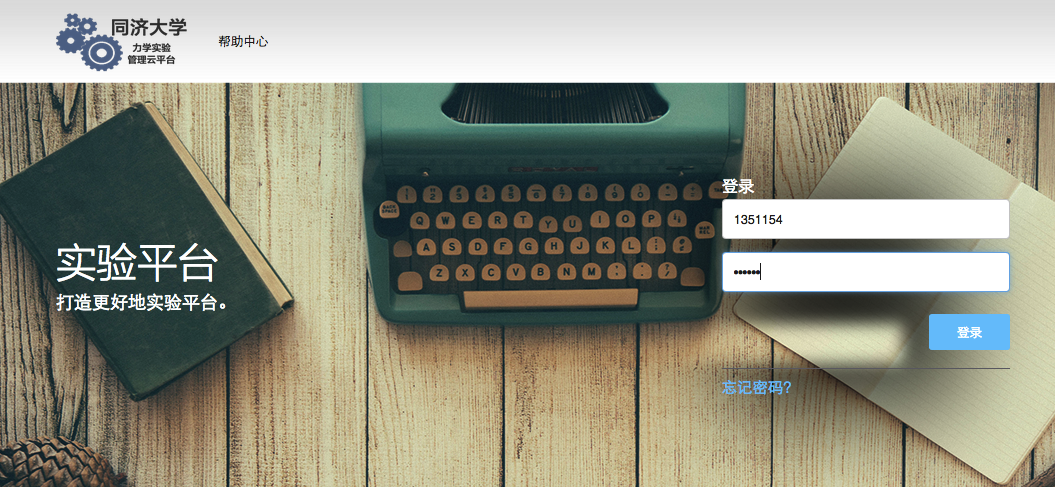 同济大学
力学实验
管理云平台
帮助中心
实验平台
打造更好地实验平台。
登录
1351154
••••••
登录
忘记密码?
Q W E R T Y U I O P
A S D F G H J K L
Z X C V B N M